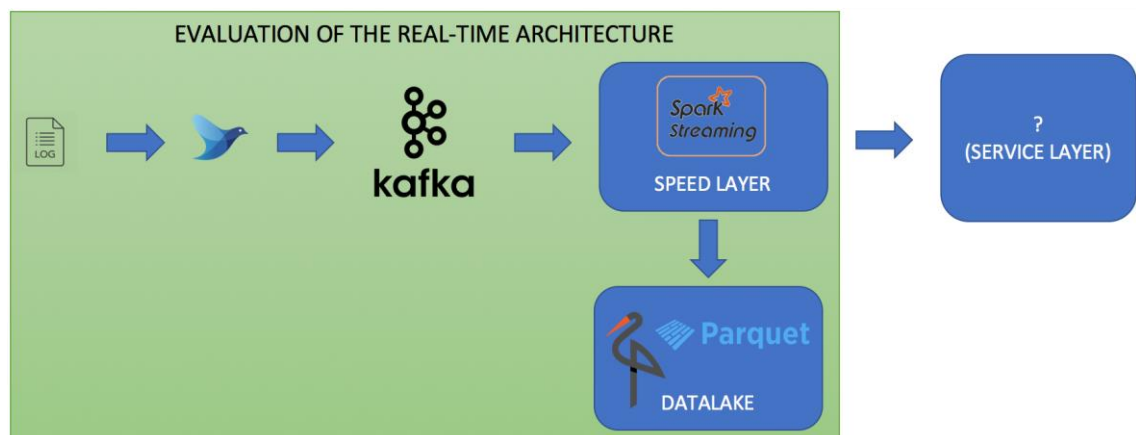 EVALUATION OF THE REAL-TIME ARCHITECTURE
LOG
kafka
Spark
Streaming
SPEED LAYER
?
(SERVICE LAYER)
Parquet
DATALAKE